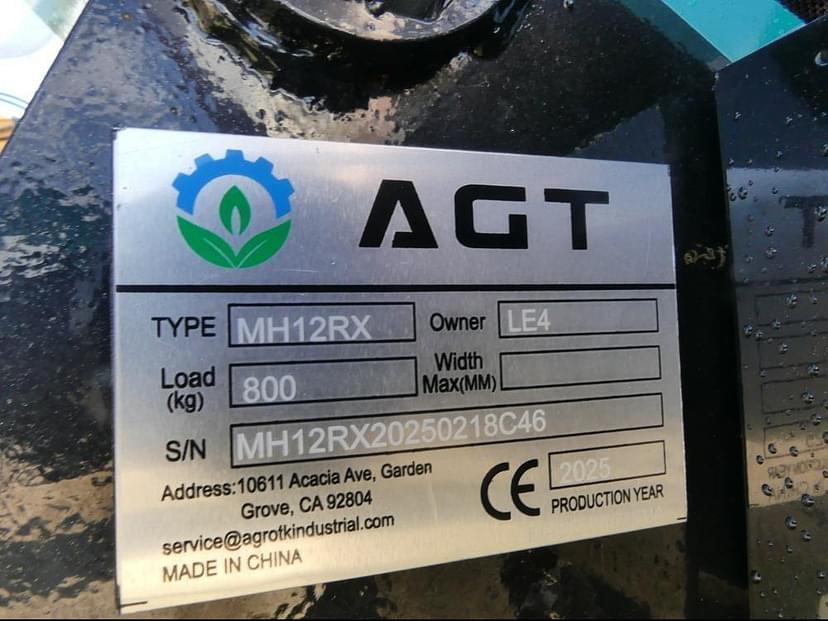 AGT
TYPE MH12RX Owner LE4
Load (kg) 800 Width Max(MM)
S/N MH12RX20250218C46
Address:10611 Acacia Ave, Garden
Grove, CA 92804
service@agrotkindustrial.com
MADE IN CHINA
CE 2025
PRODUCTION YEAR